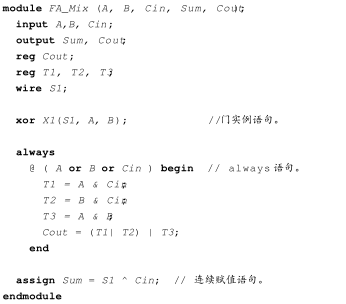 module FA_Mix (A, B, Cin, Sum, Cout);
input A,B, Cin;
output Sum, Cout;
reg Cout;
reg T1, T2, T3;
wire S1;
xor X1(S1, A, B); //门实例语句。
always
@ ( A or B or Cin ) begin // always 语句。
T1 = A & Cin;
T2 = B & Cin;
T3 = A & B;
Cout = (T1| T2) | T3;
end
assign Sum = S1 ^ Cin; // 连续赋值语句。
endmodule